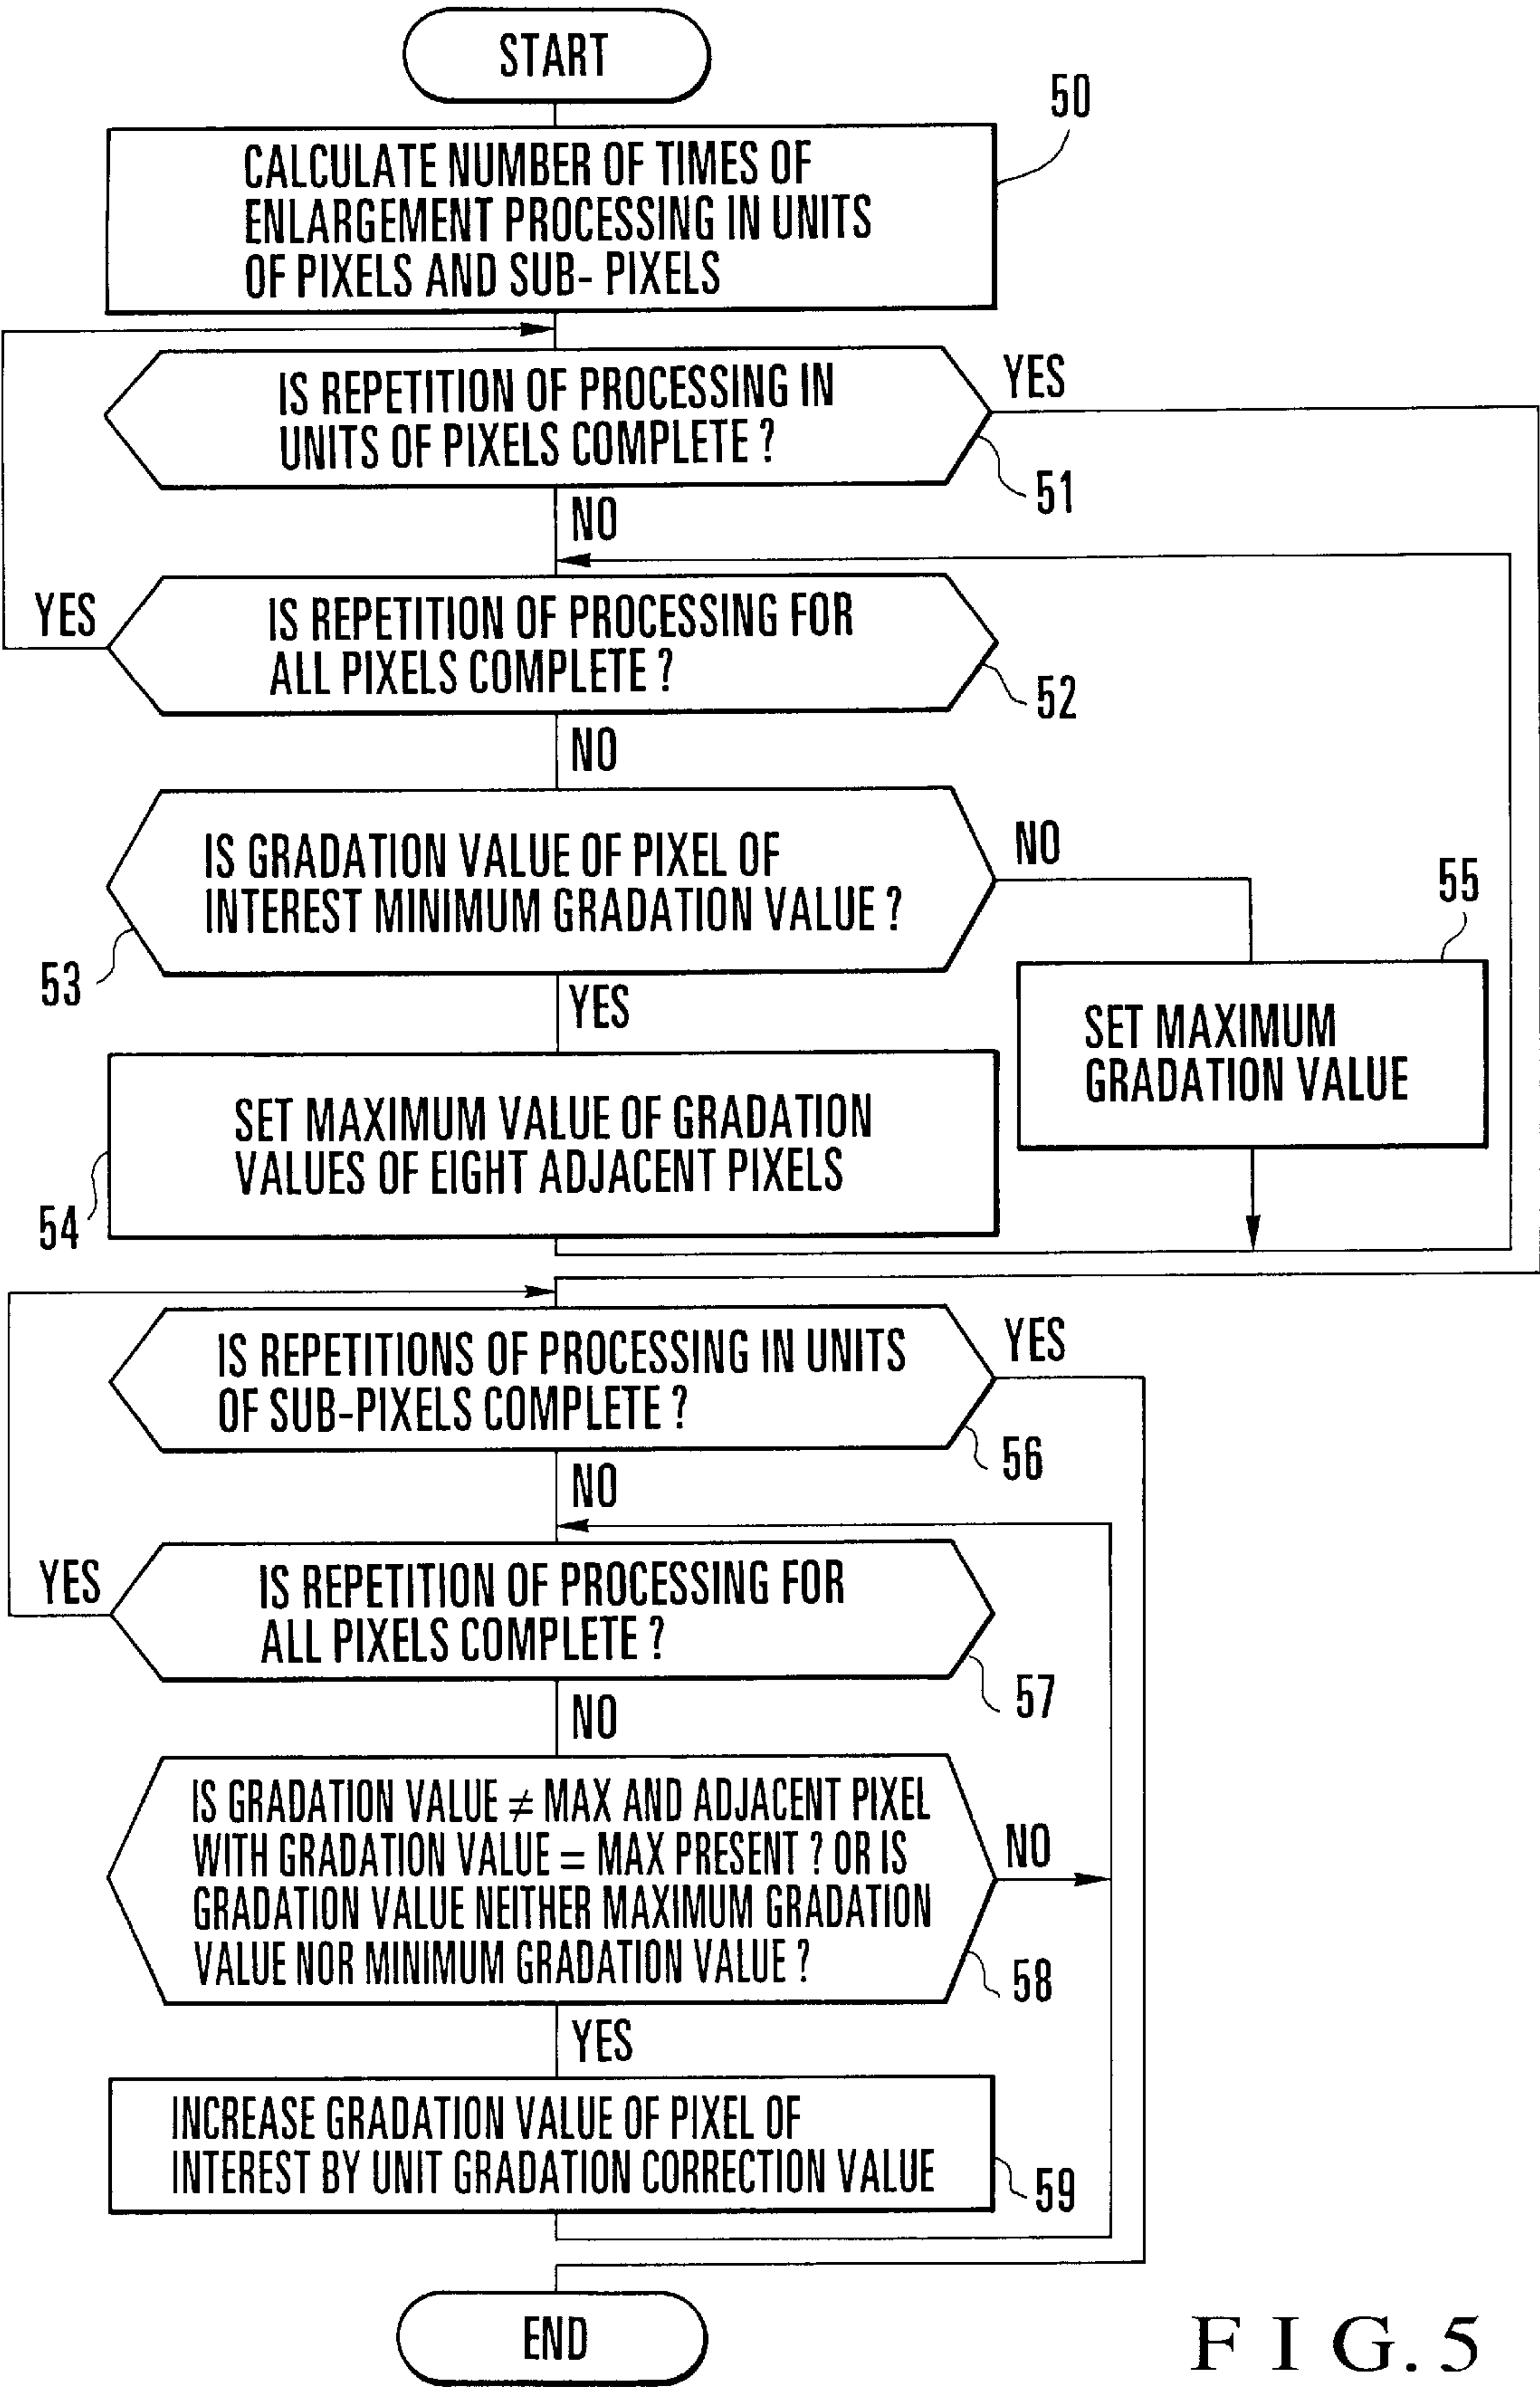 START
50
CALCULATE NUMBER OF TIMES OF
ENLARGEMENT PROCESSING IN UNITS
OF PIXELS AND SUB- PIXELS
IS REPETITION OF PROCESSING IN
UNITS OF PIXELS COMPLETE ?
YES
51
NO
IS REPETITION OF PROCESSING FOR
ALL PIXELS COMPLETE ?
YES
52
NO
IS GRADATION VALUE OF PIXEL OF
INTEREST MINIMUM GRADATION VALUE ?
NO
53
YES
55
SET MAXIMUM
GRADATION VALUE
SET MAXIMUM VALUE OF GRADATION
VALUES OF EIGHT ADJACENT PIXELS
54
IS REPETITIONS OF PROCESSING IN UNITS
OF SUB-PIXELS COMPLETE ?
YES
56
NO
IS REPETITION OF PROCESSING FOR
ALL PIXELS COMPLETE ?
YES
57
NO
IS GRADATION VALUE ≠ MAX AND ADJACENT PIXEL
WITH GRADATION VALUE = MAX PRESENT ? OR IS
GRADATION VALUE NEITHER MAXIMUM GRADATION
VALUE NOR MINIMUM GRADATION VALUE ?
NO
58
YES
INCREASE GRADATION VALUE OF PIXEL OF
INTEREST BY UNIT GRADATION CORRECTION VALUE
59
END
FIG. 5